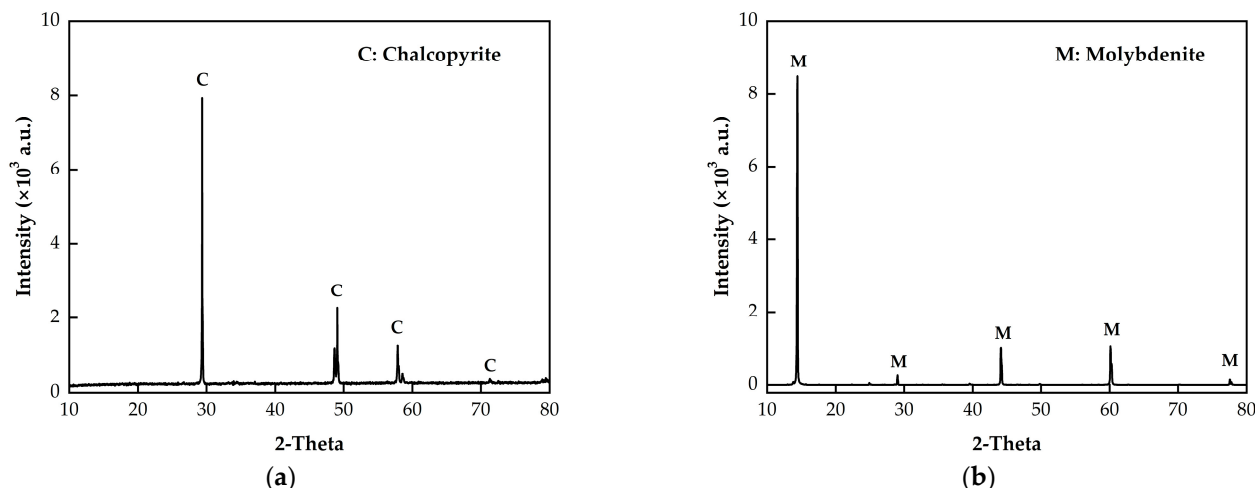 10
8
6
4
2
0
Intensity (×10³ a.u.)
C: Chalcopyrite
C
C
C
C
10 20 30 40 50 60 70 80
2-Theta
(a)
10
8
6
4
2
0
Intensity (×10³ a.u.)
M: Molybdenite
M
M
M
M
M
10 20 30 40 50 60 70 80
2-Theta
(b)